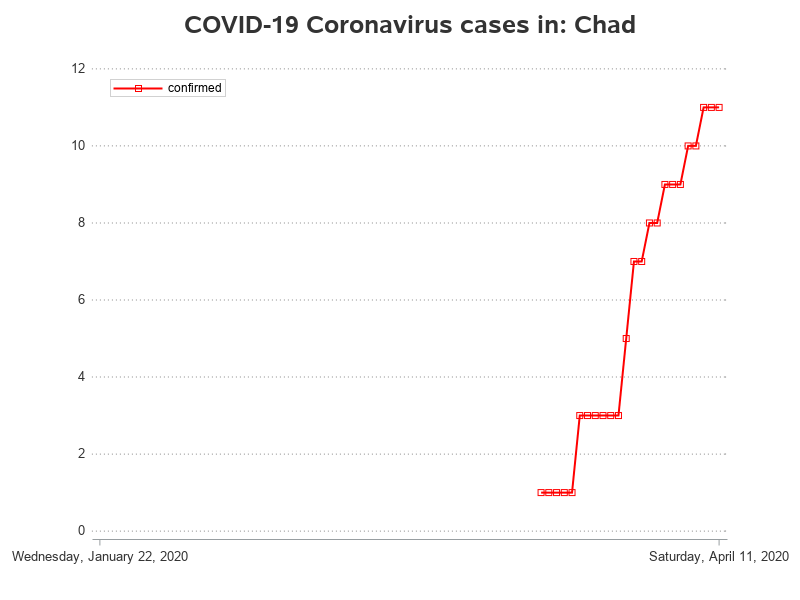 COVID-19 Coronavirus cases in: Chad
12
confirmed
10
8
6
4
2
0
Wednesday, January 22, 2020
Saturday, April 11, 2020